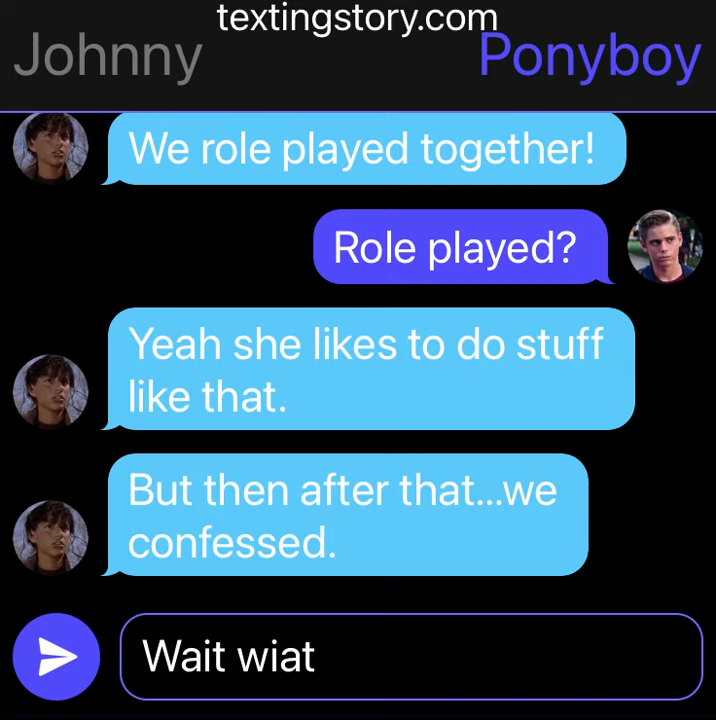 textingstory.com
Johnny Ponyboy
We role played together!
Role played?
Yeah she likes to do stuff
like that.
But then after that...we
confessed.
Wait wiat